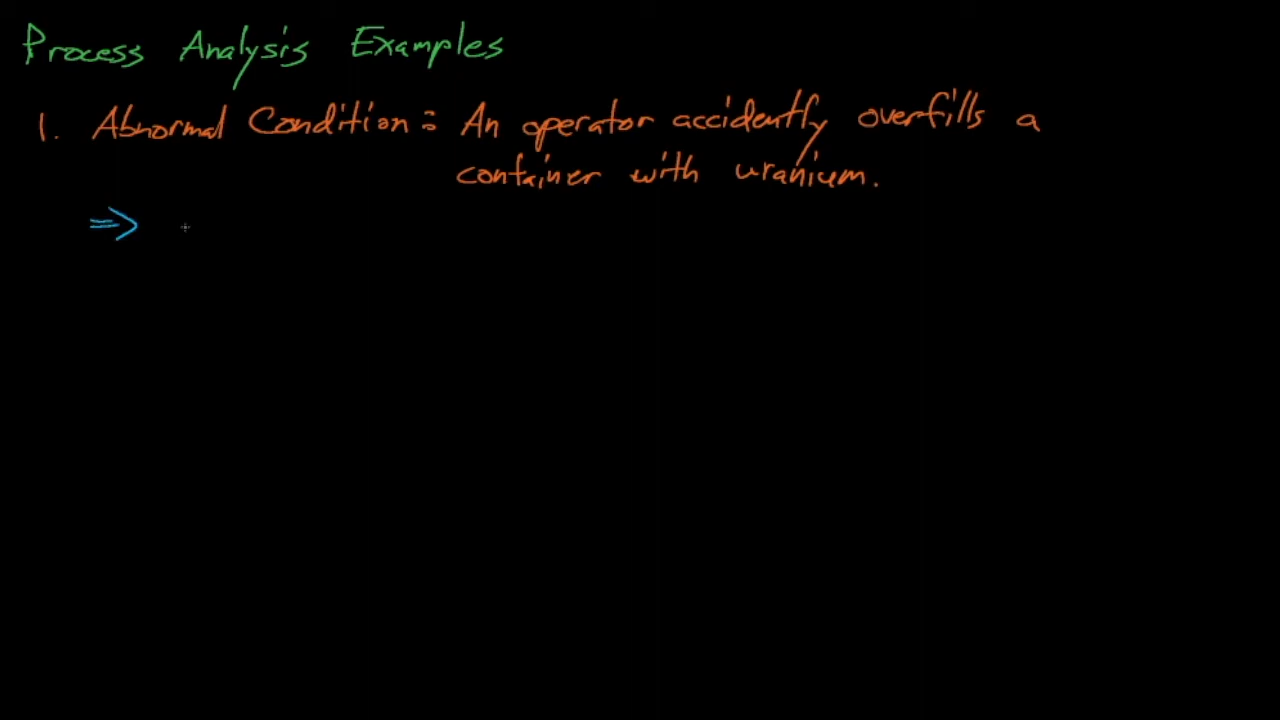 Process Analysis Examples
1. Abnormal Condition: An operator accidently overfills a
container with uranium.
=>